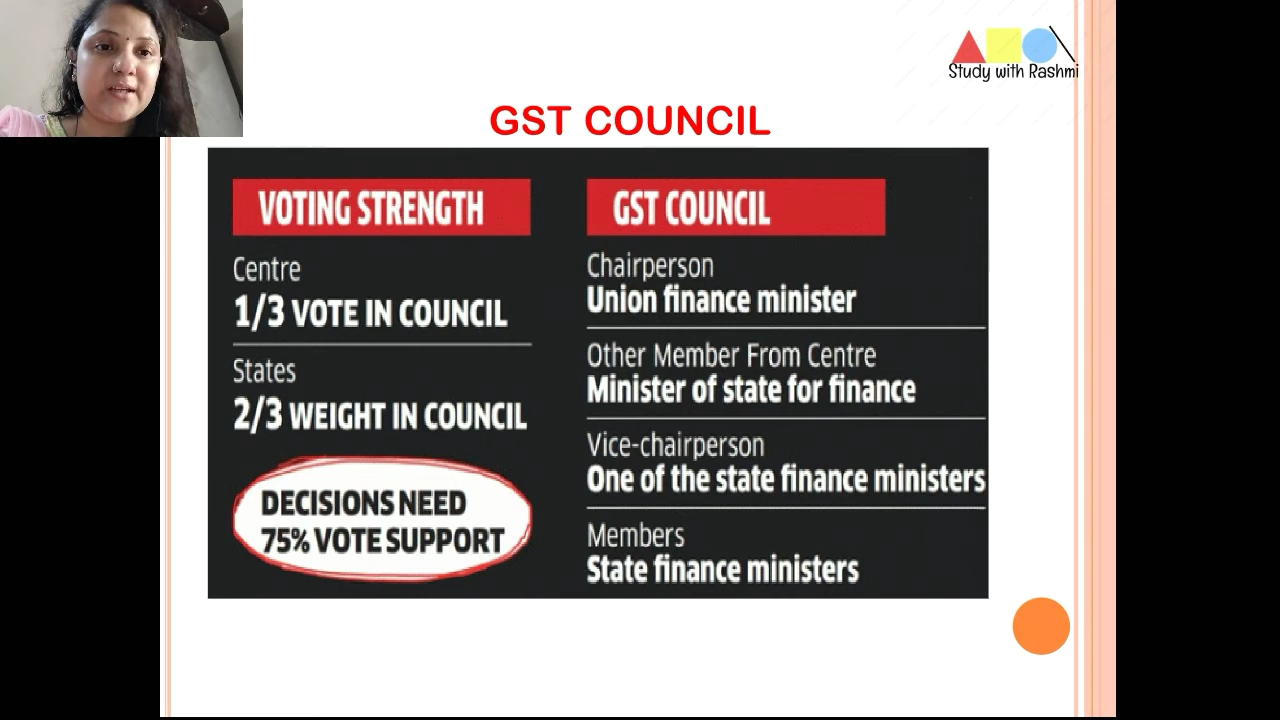 Study with Rashmi
GST COUNCIL
VOTING STRENGTH
Centre
1/3 VOTE IN COUNCIL
States
2/3 WEIGHT IN COUNCIL
DECISIONS NEED
75% VOTE SUPPORT
GST COUNCIL
Chairperson
Union finance minister
Other Member From Centre
Minister of state for finance
Vice-chairperson
One of the state finance ministers
Members
State finance ministers